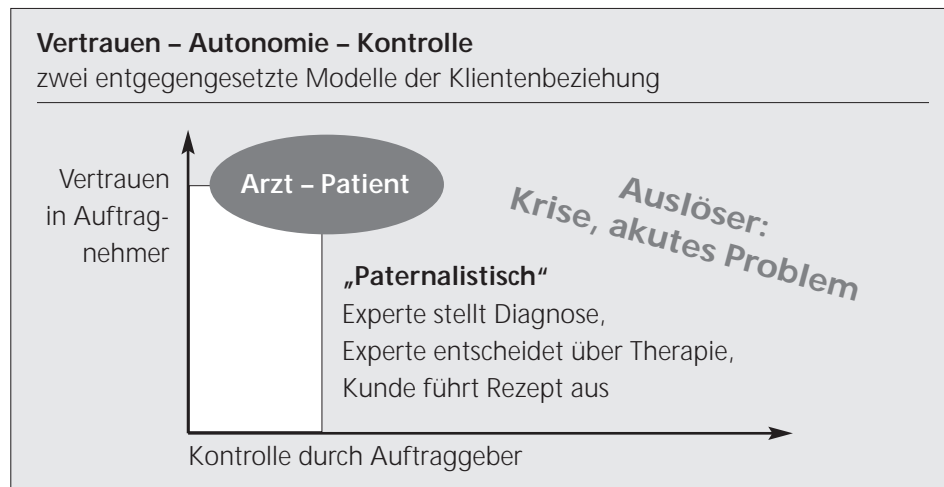 Vertrauen – Autonomie – Kontrolle
zwei entgegengesetzte Modelle der Klientenbeziehung
Vertrauen
in Auftrag-
nehmer
Arzt – Patient
Auslöser:
Krise, akutes Problem
„Paternalistisch“
Experte stellt Diagnose,
Experte entscheidet über Therapie,
Kunde führt Rezept aus
Kontrolle durch Auftraggeber